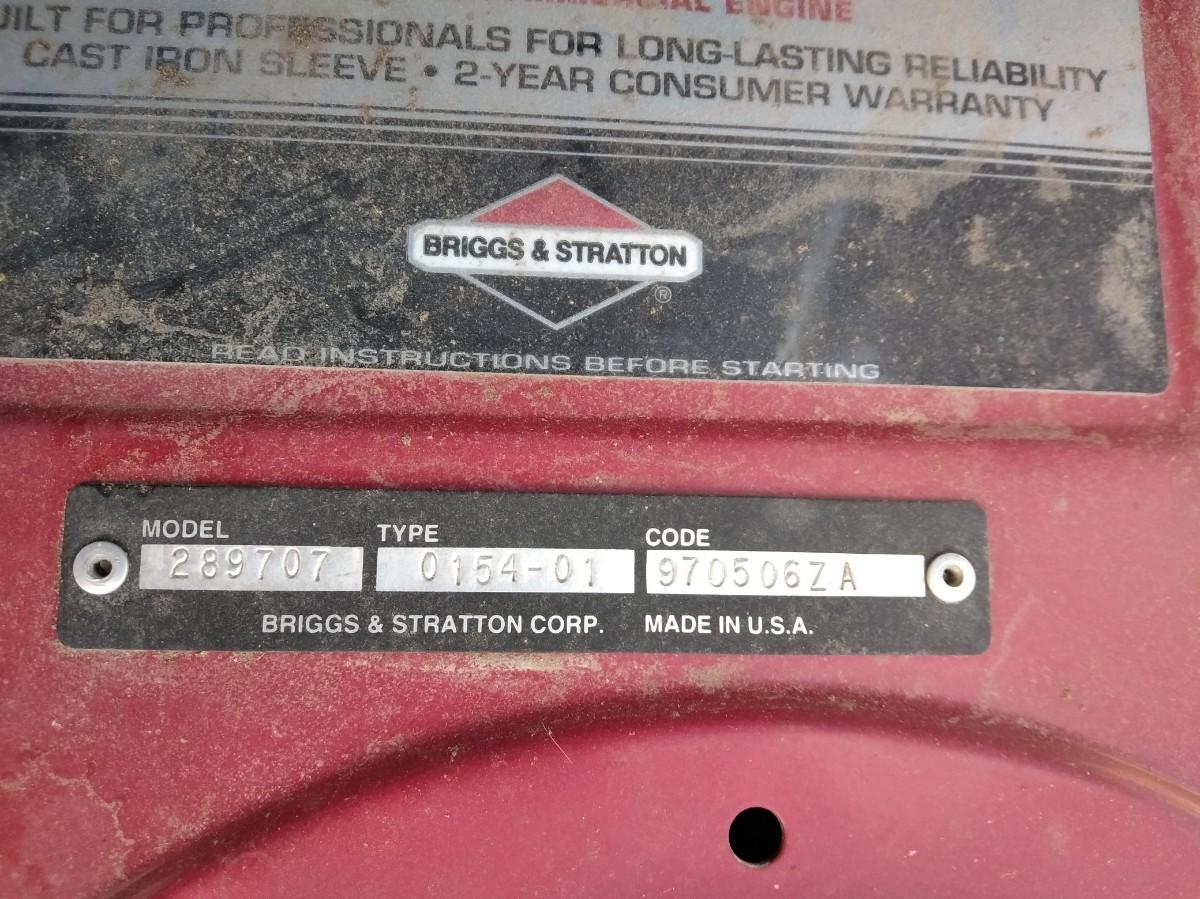 ENGINE
BUILT FOR PROFESSIONALS FOR LONG-LASTING RELIABILITY
CAST IRON SLEEVE • 2-YEAR CONSUMER WARRANTY
BRIGGS & STRATTON
®
READ INSTRUCTIONS BEFORE STARTING
MODEL TYPE CODE
289707 0154-01 970506ZA
BRIGGS & STRATTON CORP. MADE IN U.S.A.